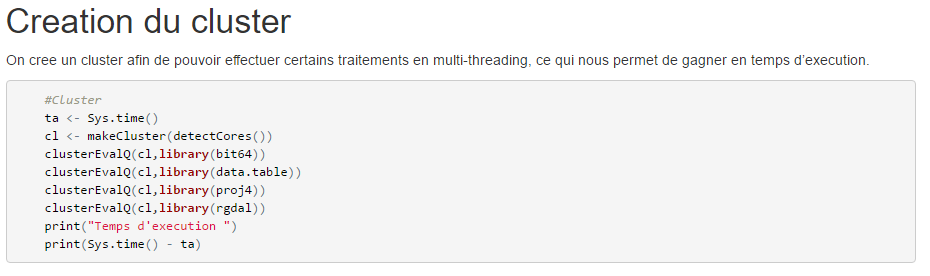 Creation du cluster
On cree un cluster afin de pouvoir effectuer certains traitements en multi-threading, ce qui nous permet de gagner en temps d'execution.
#Cluster
ta <- Sys.time()
cl <- makeCluster(detectCores())
clusterEvalQ(cl,library(bit64))
clusterEvalQ(cl,library(data.table))
clusterEvalQ(cl,library(proj4))
clusterEvalQ(cl,library(rgdal))
print("Temps d'execution ")
print(Sys.time() - ta)